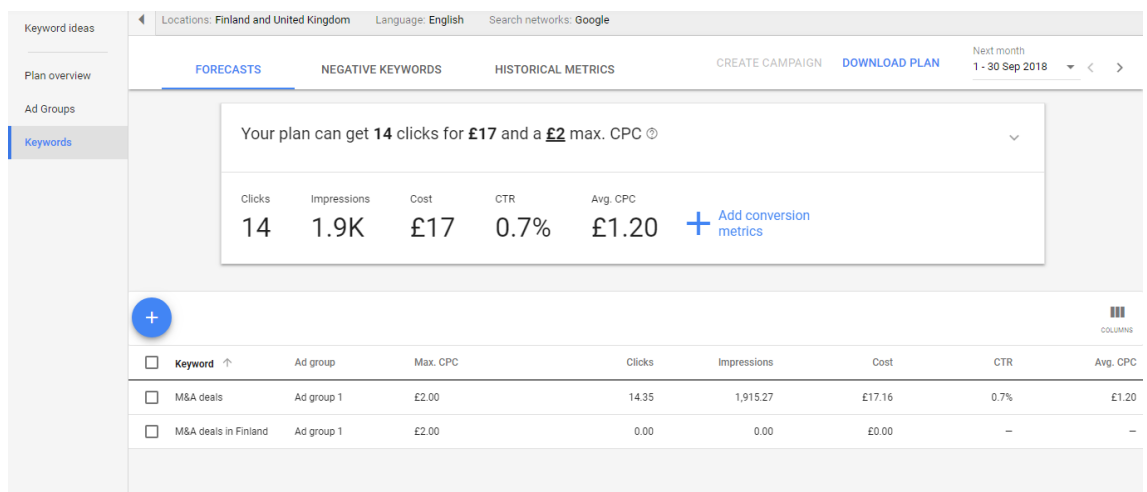 Keyword ideas
Plan overview
Ad Groups
Keywords
Locations: Finland and United Kingdom Language: English Search networks: Google
FORECASTS NEGATIVE KEYWORDS HISTORICAL METRICS CREATE CAMPAIGN DOWNLOAD PLAN
Next month
1 - 30 Sep 2018
Your plan can get 14 clicks for £17 and a £2 max. CPC
Clicks Impressions Cost CTR Avg. CPC
14 1.9K £17 0.7% £1.20
Add conversion
metrics
COLUMNS
Keyword Ad group Max. CPC Clicks Impressions Cost CTR Avg. CPC
M&A deals Ad group 1 £2.00 14.35 1,915.27 £17.16 0.7% £1.20
M&A deals in Finland Ad group 1 £2.00 0.00 0.00 £0.00 – –